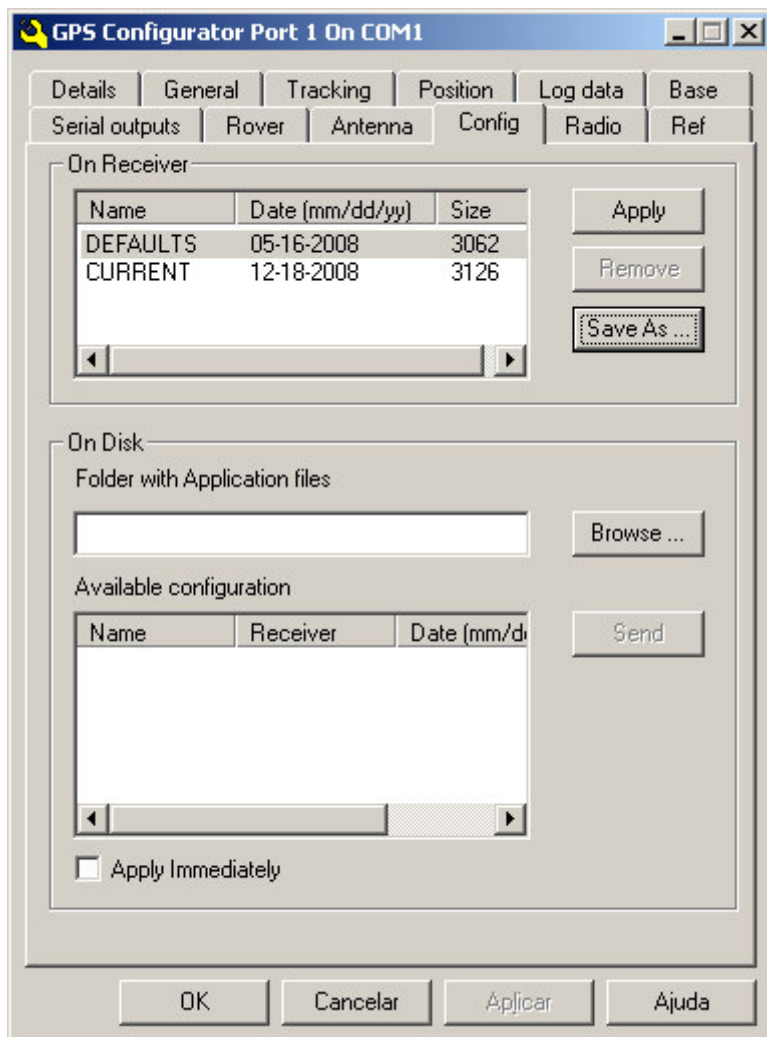 GPS Configurator Port 1 On COM1
Details General Tracking Position Log data Base
Serial outputs Rover Antenna Config Radio Ref
On Receiver
Name Date (mm/dd/yy) Size
DEFAULTS 05-16-2008 3062
CURRENT 12-18-2008 3126
Apply
Remove
Save As ...
On Disk
Folder with Application files
Browse ...
Available configuration
Name Receiver Date (mm/d
Send
Apply Immediately
OK Cancelar Aplicar Ajuda